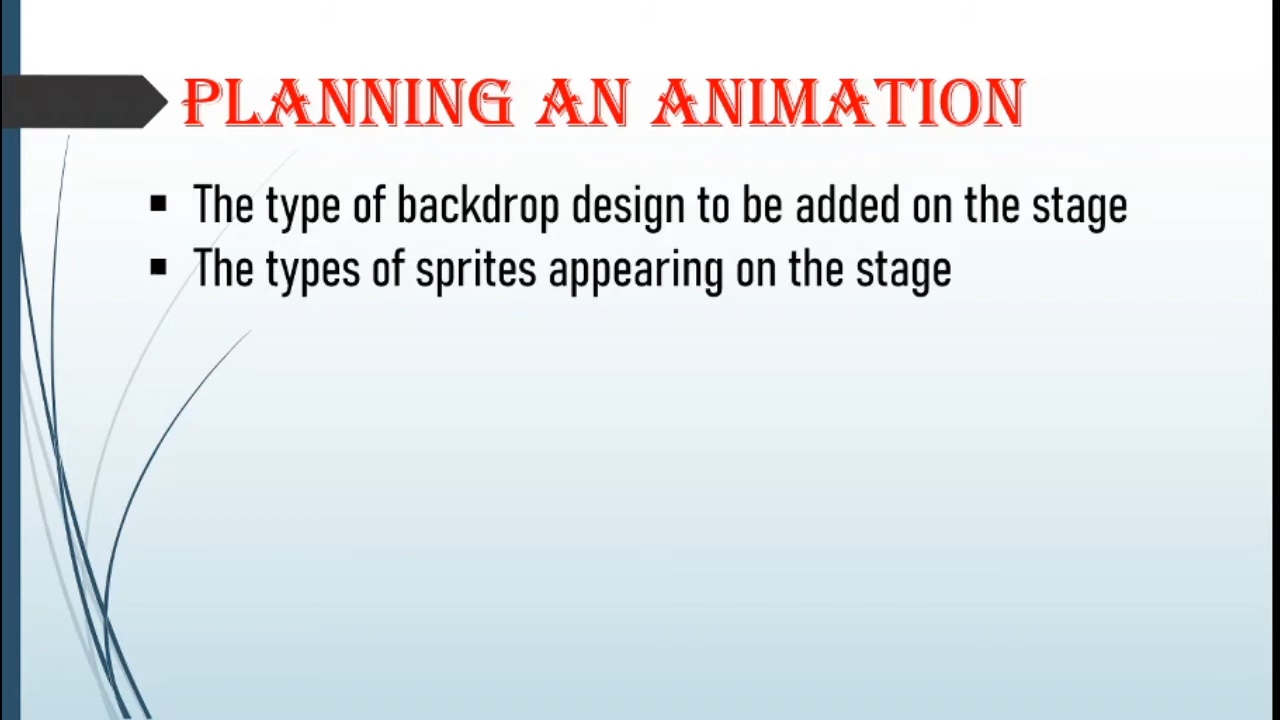 PLANNING AN ANIMATION
▪ The type of backdrop design to be added on the stage
▪ The types of sprites appearing on the stage